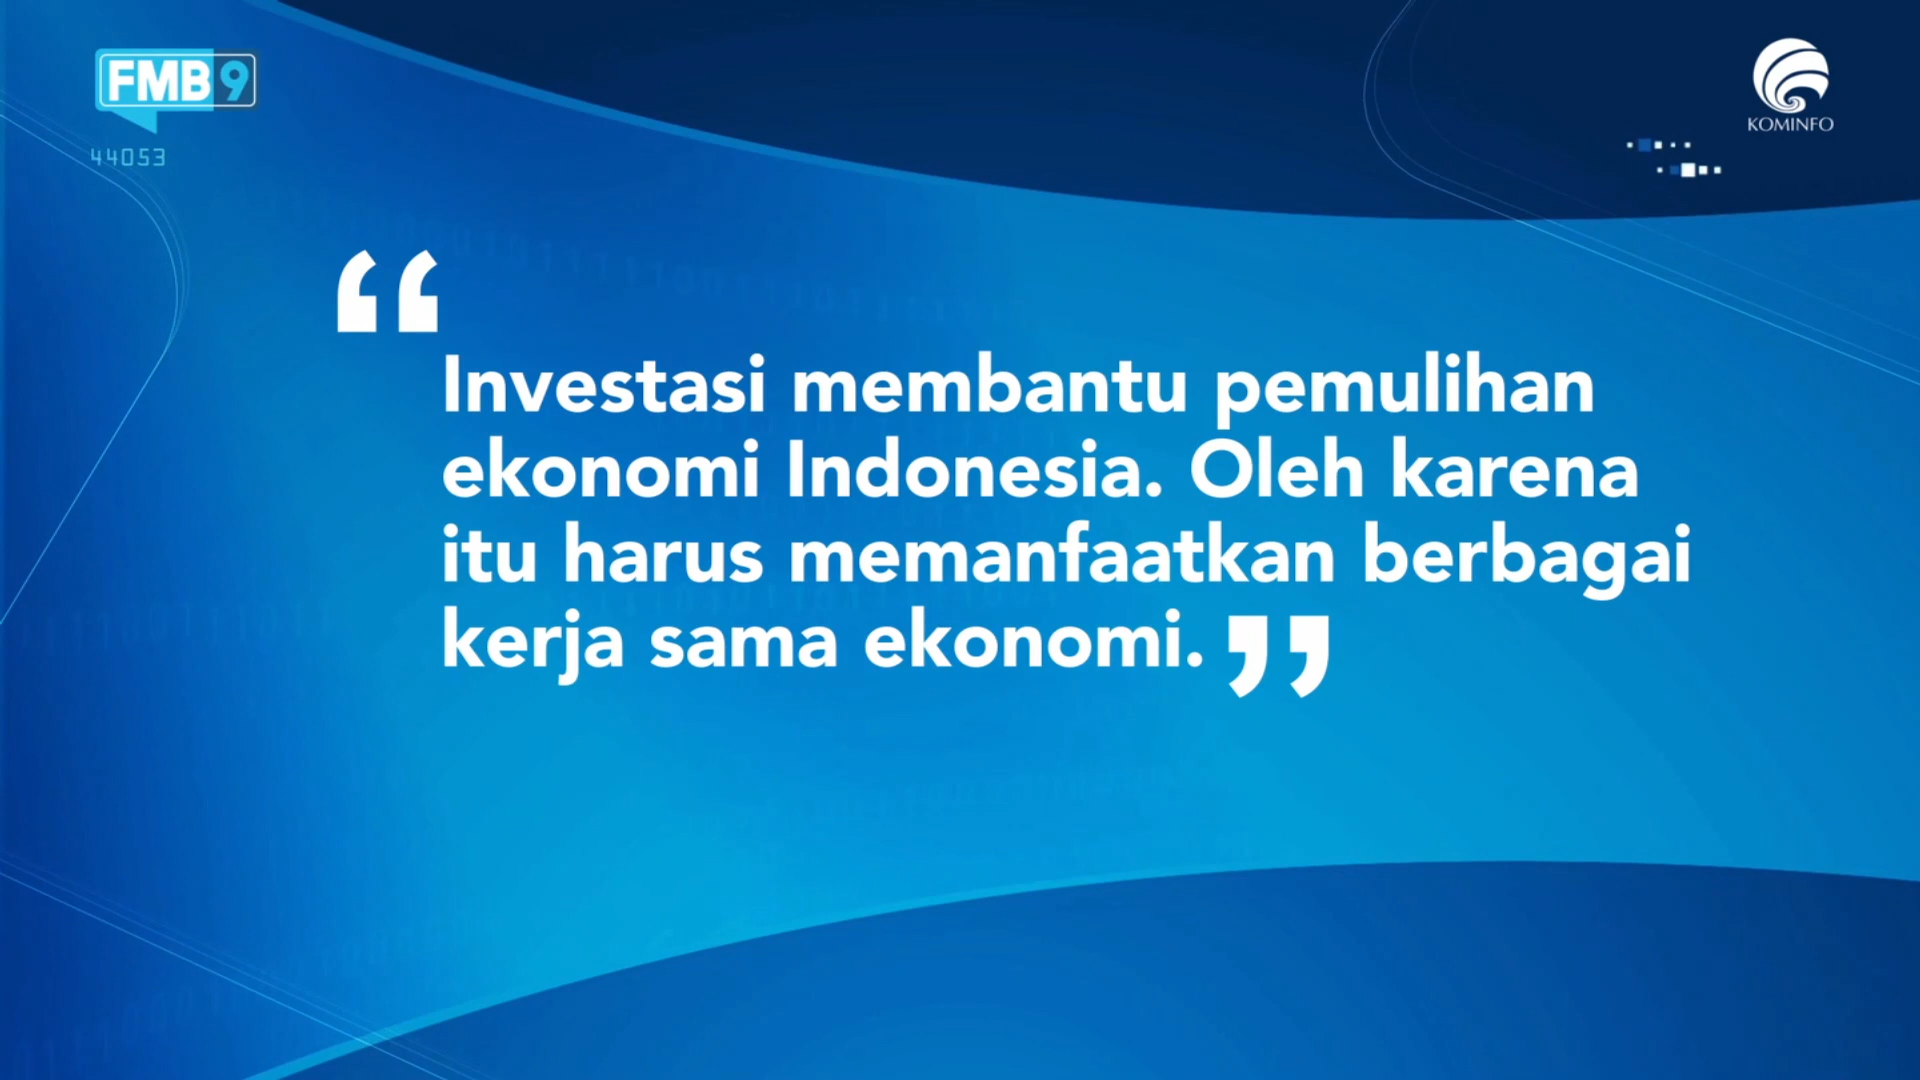 FMB9
KOMINFO
44053
“Investasi membantu pemulihan
ekonomi Indonesia. Oleh karena
itu harus memanfaatkan berbagai
kerja sama ekonomi.”